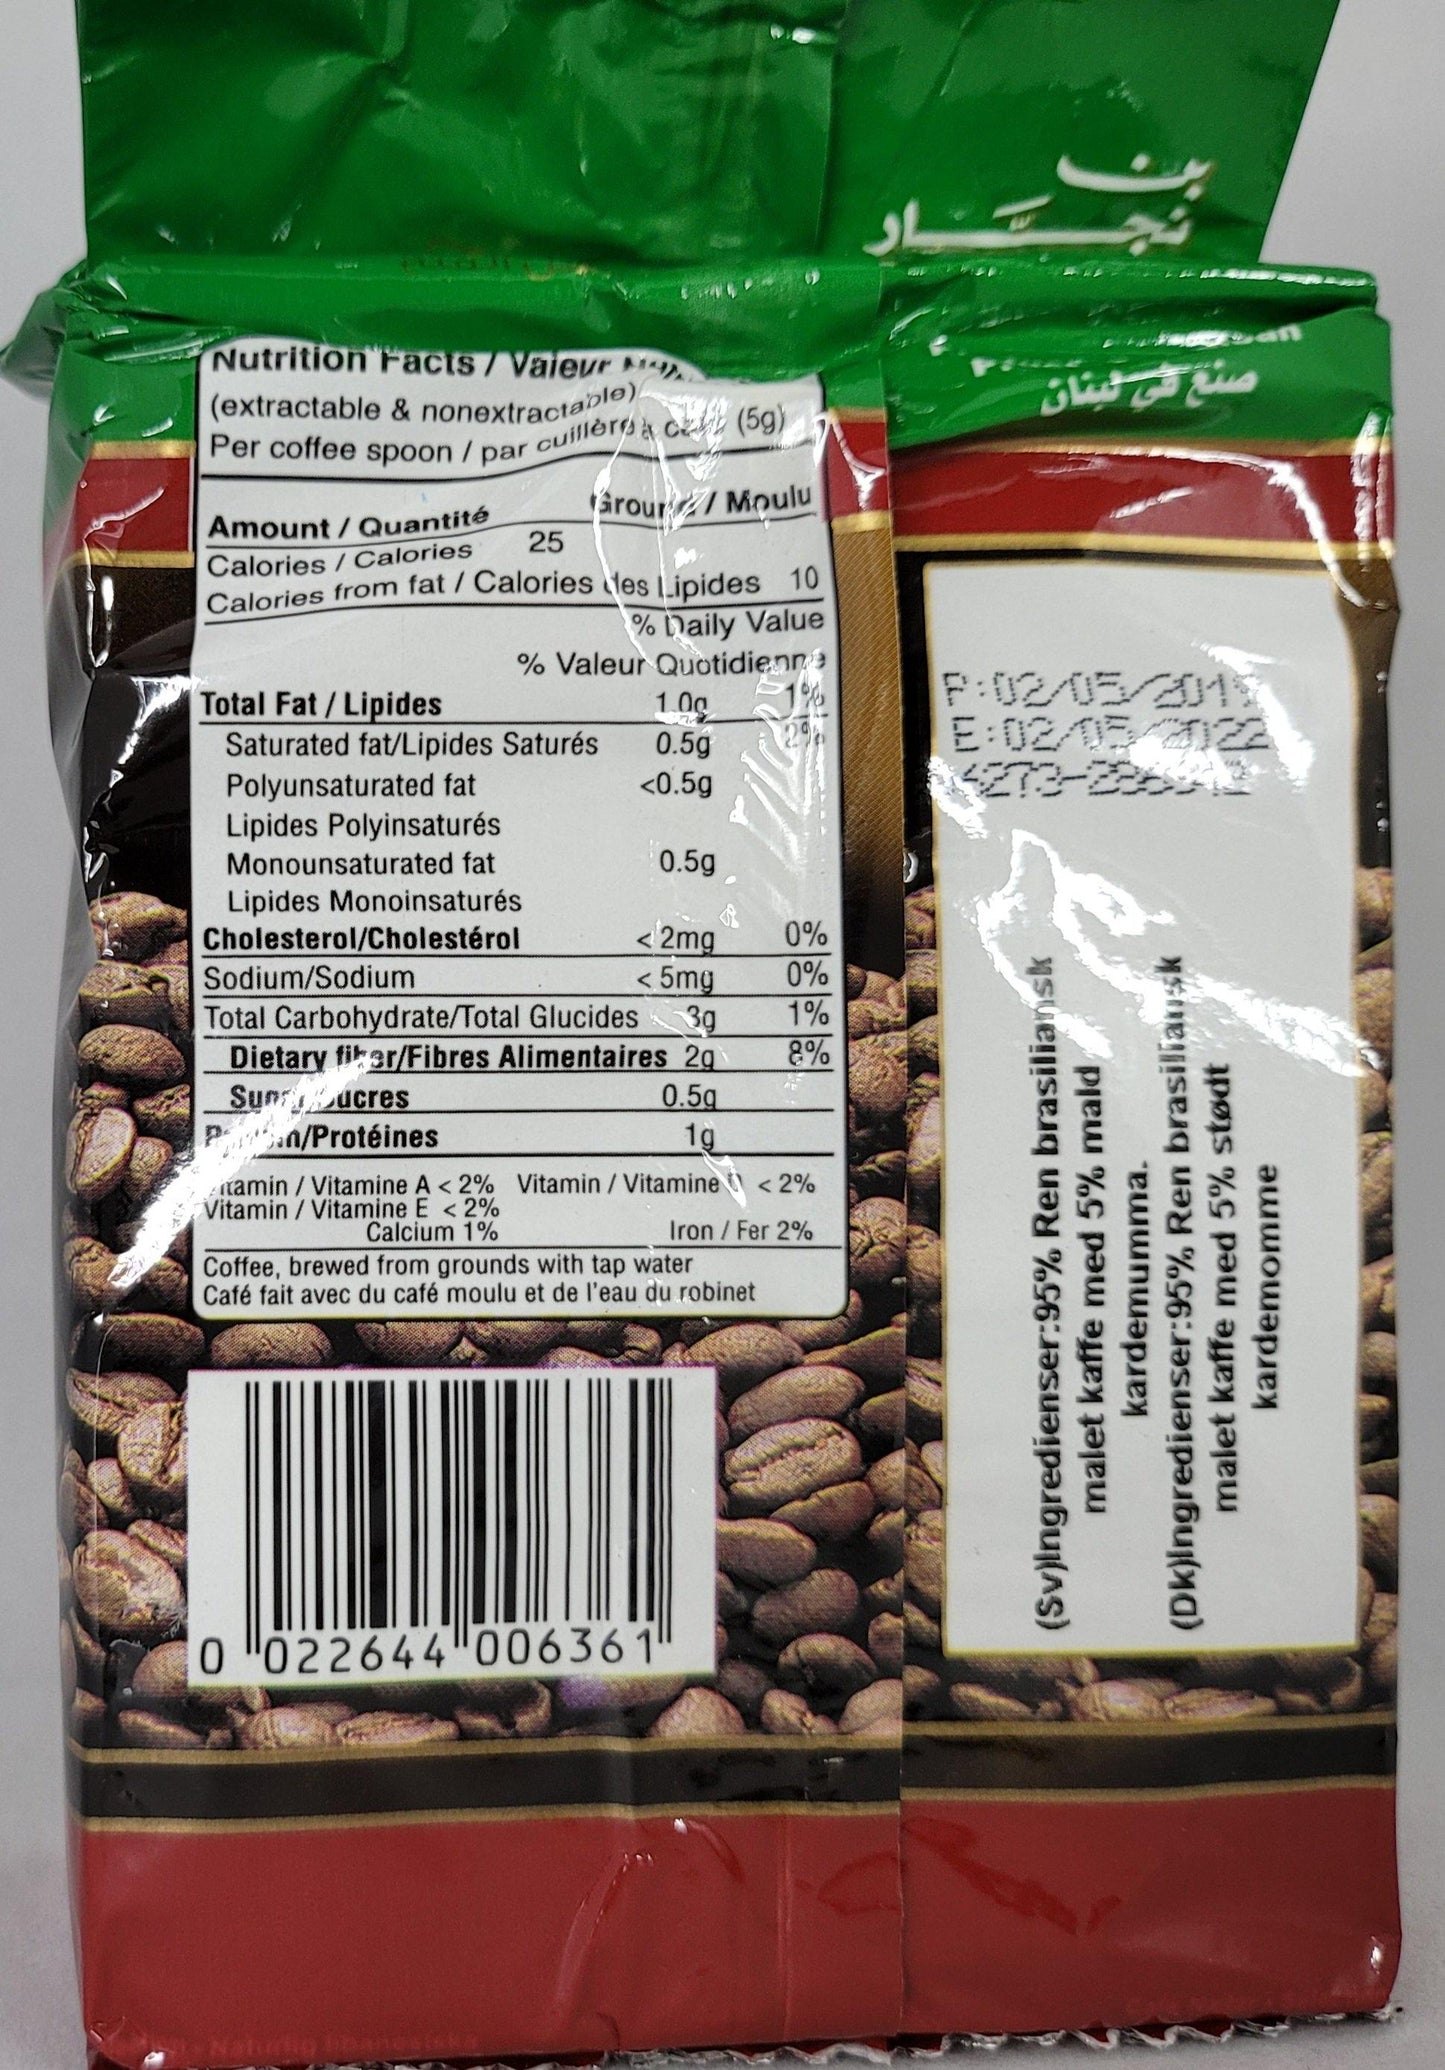 بن
نجّار
صنع في لبنان
Nutrition Facts / Valeur
(extractable & nonextractable)
Per coffee spoon / par cuillère à (5g)
Amount / Quantité Ground / Moulu
Calories / Calories 25
Calories from fat / Calories des Lipides 10
% Daily Value
% Valeur Quotidienne
Total Fat / Lipides 1.0g 1%
Saturated fat/Lipides Saturés 0.5g 2%
Polyunsaturated fat <0.5g
Lipides Polyinsaturés
Monounsaturated fat 0.5g
Lipides Monoinsaturés
Cholesterol/Cholestérol <2mg 0%
Sodium/Sodium <5mg 0%
Total Carbohydrate/Total Glucides 3g 1%
Dietary fiber/Fibres Alimentaires 2g 8%
Sugar/Sucres 0.5g
Protein/Protéines 1g
Vitamin / Vitamine A < 2% Vitamin / Vitamine < 2%
Vitamin / Vitamine E < 2%
Calcium 1% Iron / Fer 2%
Coffee, brewed from grounds with tap water
Café fait avec du café moulu et de l'eau du robinet
0 022644 006361
P:02/05/2019
E:02/05/2022
(Sv)Ingredienser:95% Ren brasiliansk
malet kaffe med 5% mald
kardemumma.
(Dk)Ingredienser:95% Ren brasiliansk
malet kaffe med 5% stødt
kardemomme